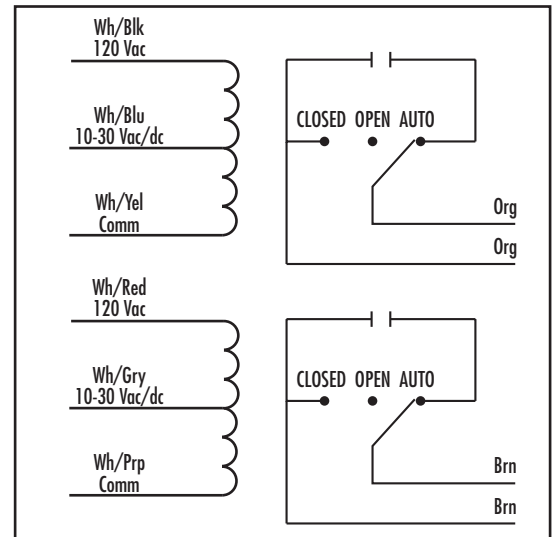 Wh/Blk
120 Vac
Wh/Blu
10-30 Vac/dc
Wh/Yel
Comm
CLOSED OPEN AUTO
Org
Org
Wh/Red
120 Vac
Wh/Gry
10-30 Vac/dc
Wh/Prp
Comm
CLOSED OPEN AUTO
Brn
Brn